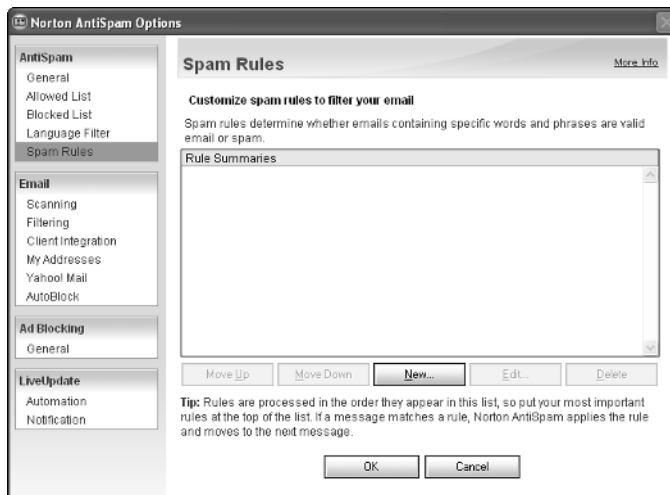 Norton AntiSpam Options
AntiSpam
General
Allowed List
Blocked List
Language Filter
Spam Rules
Email
Scanning
Filtering
Client Integration
My Addresses
Yahoo! Mail
AutoBlock
Ad Blocking
General
LiveUpdate
Automation
Notification
Spam Rules
More Info
Customize spam rules to filter your email
Spam rules determine whether emails containing specific words and phrases are valid
email or spam.
Rule Summaries
Move Up Move Down New... Edit... Delete
Tip: Rules are processed in the order they appear in this list, so put your most important
rules at the top of the list. If a message matches a rule, Norton AntiSpam applies the rule
and moves to the next message.
OK Cancel